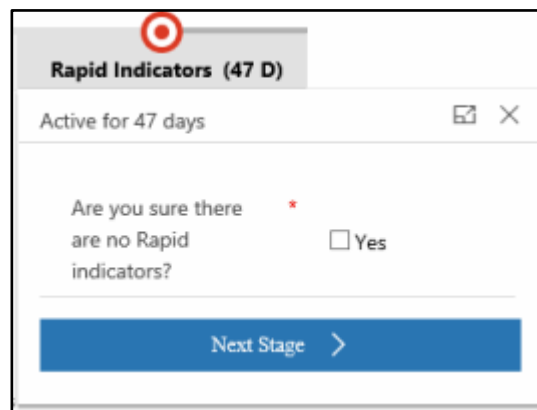 Rapid Indicators (47 D)
Active for 47 days
Are you sure there *
are no Rapid
indicators?
Yes
Next Stage